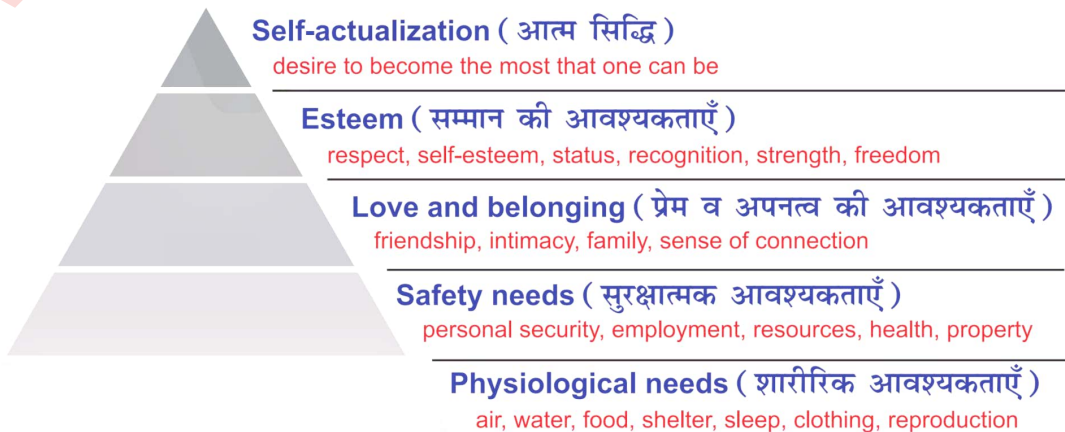 Self-actualization ( आत्म सिद्धि )
desire to become the most that one can be
Esteem ( सम्मान की आवश्यकताएँ )
respect, self-esteem, status, recognition, strength, freedom
Love and belonging ( प्रेम व अपनत्व की आवश्यकताएँ )
friendship, intimacy, family, sense of connection
Safety needs ( सुरक्षात्मक आवश्यकताएँ )
personal security, employment, resources, health, property
Physiological needs ( शारीरिक आवश्यकताएँ )
air, water, food, shelter, sleep, clothing, reproduction